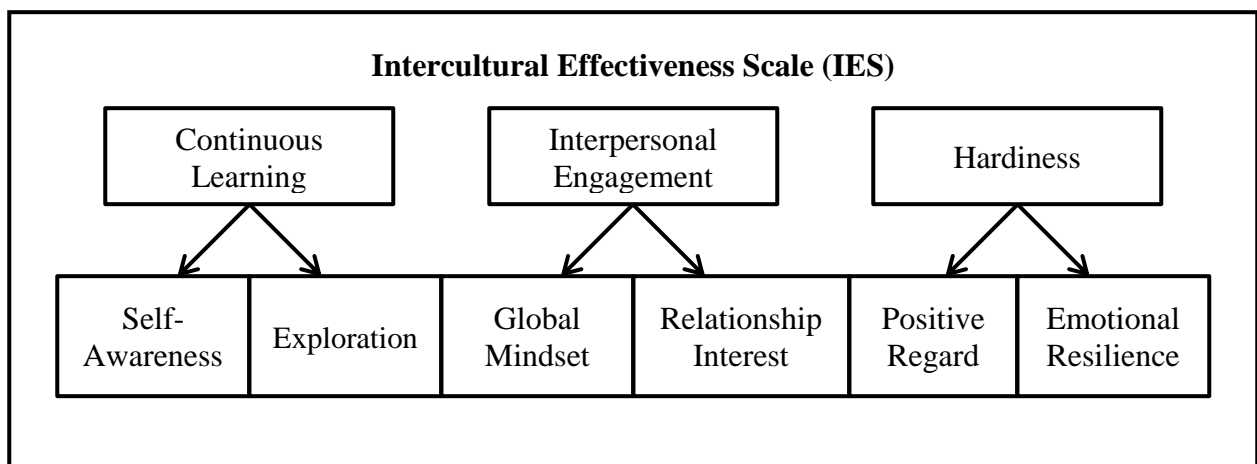 Intercultural Effectiveness Scale (IES)
Continuous
Learning
Interpersonal
Engagement
Hardiness
Self-
Awareness
Exploration
Global
Mindset
Relationship
Interest
Positive
Regard
Emotional
Resilience